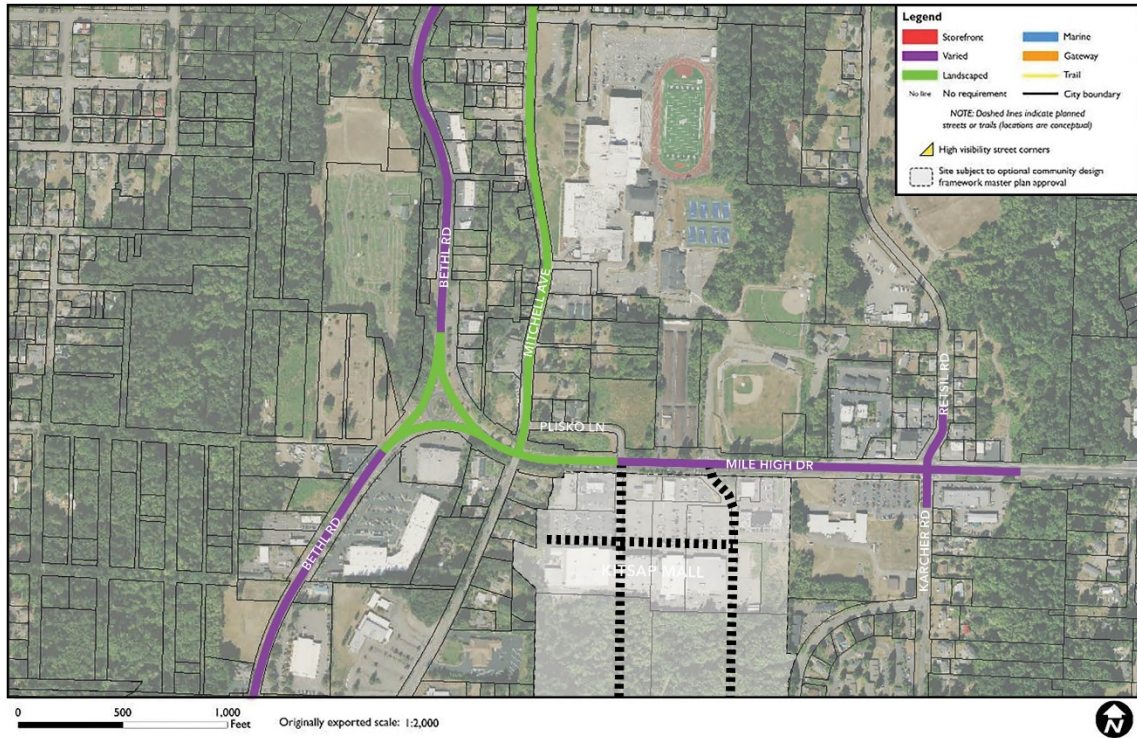 Legend
Storefront
Varied
Landscaped
No line No requirement
Marine
Gateway
Trail
City boundary
NOTE: Dashed lines indicate planned
streets or trails (locations are conceptual)
High visibility street corners
Site subject to optional community design
framework master plan approval
BETHL RD
MITCHELL AVE
PLISKO LN
MILE HIGH DR
RETSIL RD
KARCHER RD
BETHL RD
KITSAP MALL
0 500 1,000
Feet
Originally exported scale: 1:2,000
N